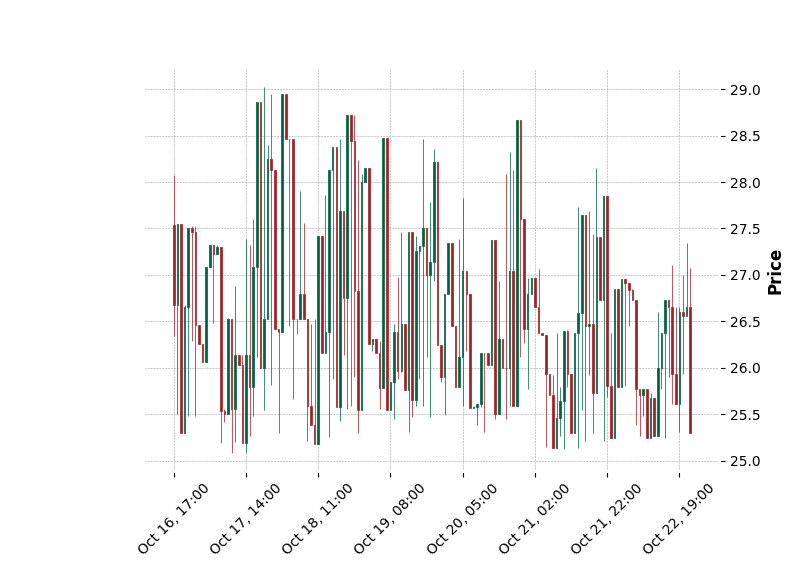 29.0
28.5
28.0
27.5
27.0
26.5
26.0
25.5
25.0
Price
Oct 16, 17:00
Oct 17, 14:00
Oct 18, 11:00
Oct 19, 08:00
Oct 20, 05:00
Oct 21, 02:00
Oct 21, 22:00
Oct 22, 19:00